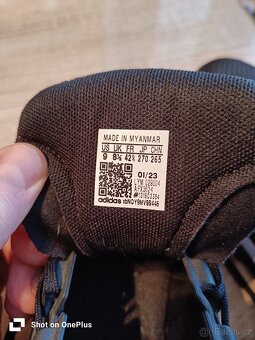 MADE IN MYANMAR
US UK FR JP CHN
9 8½ 42⅔ 270 265
01/23
adidas
Shot on OnePlus